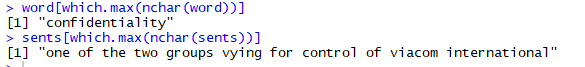 > word[which.max(nchar(word))]
[1] "confidentiality"
> sents[which.max(nchar(sents))]
[1] "one of the two groups vying for control of viacom international"
>